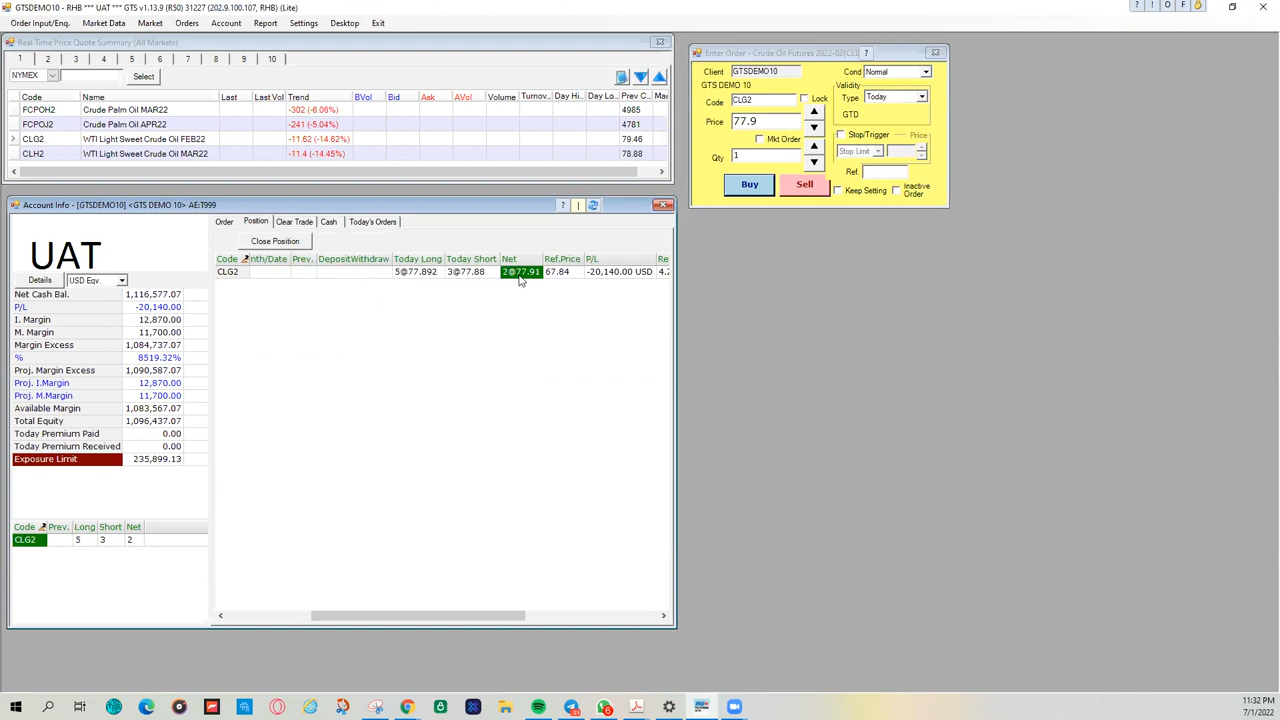 GTSDEMO10 - RHB *** UAT *** GTS v1.13.9 (R50) 31227 (202.9.100.107, RHB) (Lite)
? ! O F
Order Input/Enq. Market Data Market Orders Account Report Settings Desktop Exit
Real Time Price Quote Summary (All Markets)
1 2 3 4 5 6 7 8 9 10
NYMEX Select
Code Name Last Last Vol Trend BVol Bid Ask AVol Volume Turnov... Day Hi... Day Lo... Prev C... Mar
FCPOH2 Crude Palm Oil MAR22 -302 (-6.06%) 4985
FCPOJ2 Crude Palm Oil APR22 -241 (-5.04%) 4781
CLG2 WTI Light Sweet Crude Oil FEB22 -11.62 (-14.62%) 79.46
CLH2 WTI Light Sweet Crude Oil MAR22 -11.4 (-14.45%) 78.88
Enter Order - Crude Oil Futures 2022-02(CLG ?
Client GTSDEMO10 Cond Normal
GTS DEMO 10 Validity
Code CLG2 Lock Type Today
Price 77.9 GTD
Mkt Order Stop/Trigger Price
Qty 1 Stop Limit
Ref.
Buy Sell Keep Setting Inactive Order
Account Info - [GTSDEMO10] <GTS DEMO 10> AE:T999 ? |
Order Position Clear Trade Cash Today's Orders
UAT
Close Position
Details USD Eqv.
Code nth/Date Prev. DepositWithdraw Today Long Today Short Net Ref.Price P/L Re
CLG2 5@77.892 3@77.88 2@77.91 67.84 -20,140.00 USD 4.2
Net Cash Bal. 1,116,577.07
P/L -20,140.00
I. Margin 12,870.00
M. Margin 11,700.00
Margin Excess 1,084,737.07
% 8519.32%
Proj. Margin Excess 1,090,587.07
Proj. I.Margin 12,870.00
Proj. M.Margin 11,700.00
Available Margin 1,083,567.07
Total Equity 1,096,437.07
Today Premium Paid 0.00
Today Premium Received 0.00
Exposure Limit 235,899.13
Code Prev. Long Short Net
CLG2 5 3 2
6
11:32 PM
7/1/2022